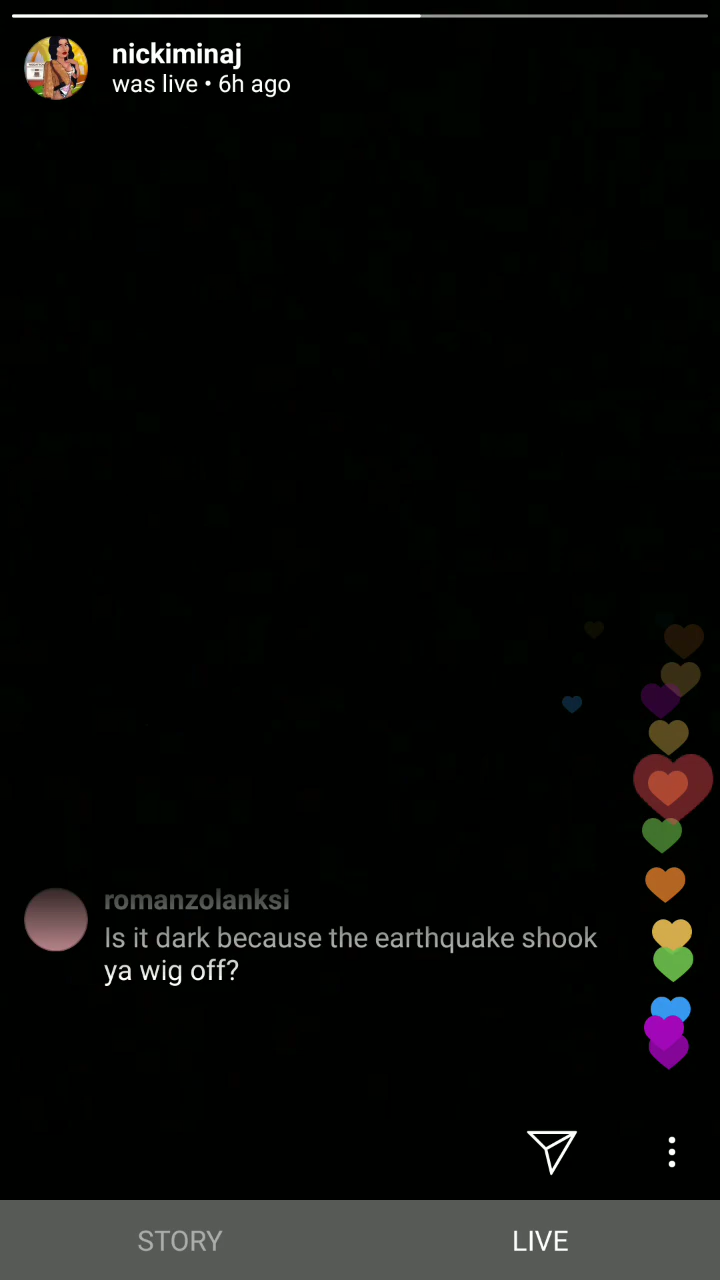 nickiminaj
was live • 6h ago
romanzolanksi
Is it dark because the earthquake shook
ya wig off?
STORY
LIVE